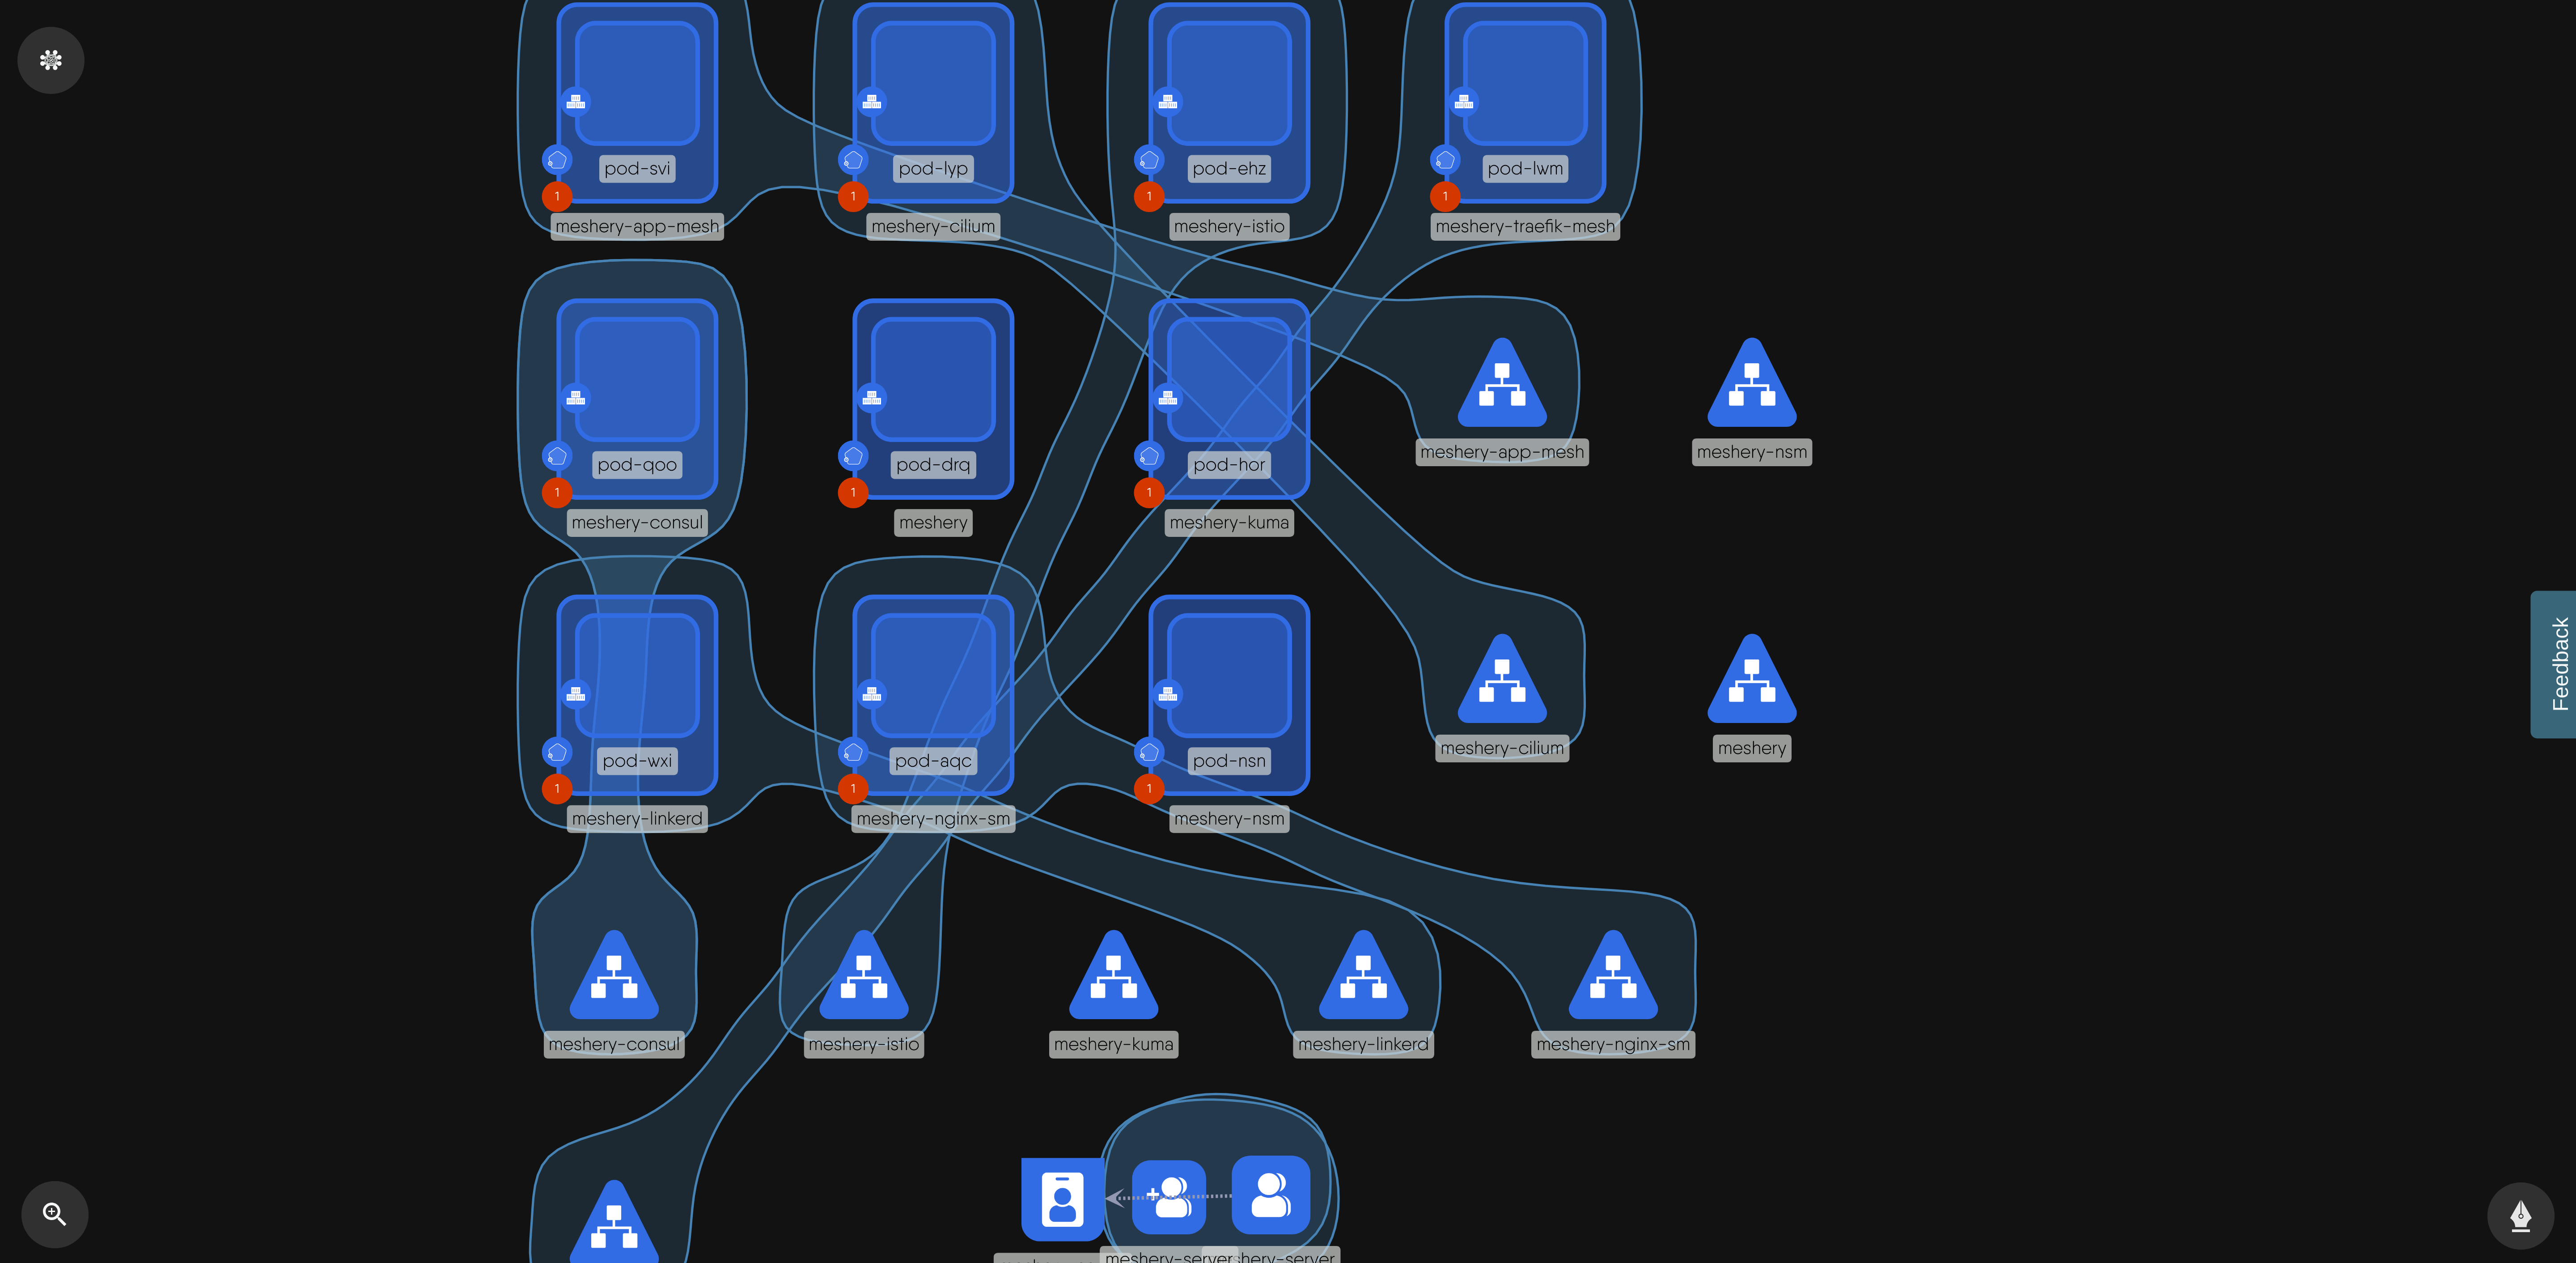 pod-svi
pod-lyp
pod-ehz
pod-lwm
1
1
1
1
meshery-app-mesh
meshery-cilium
meshery-istio
meshery-traefik-mesh
pod-qoo
pod-drq
pod-hor
meshery-app-mesh
meshery-nsm
1
1
1
meshery-consul
meshery
meshery-kuma
Feedback
pod-wxi
pod-aqc
pod-nsn
meshery-cilium
meshery
1
1
1
meshery-linkerd
meshery-nginx-sm
meshery-nsm
meshery-consul
meshery-istio
meshery-kuma
meshery-linkerd
meshery-nginx-sm
meshery-server